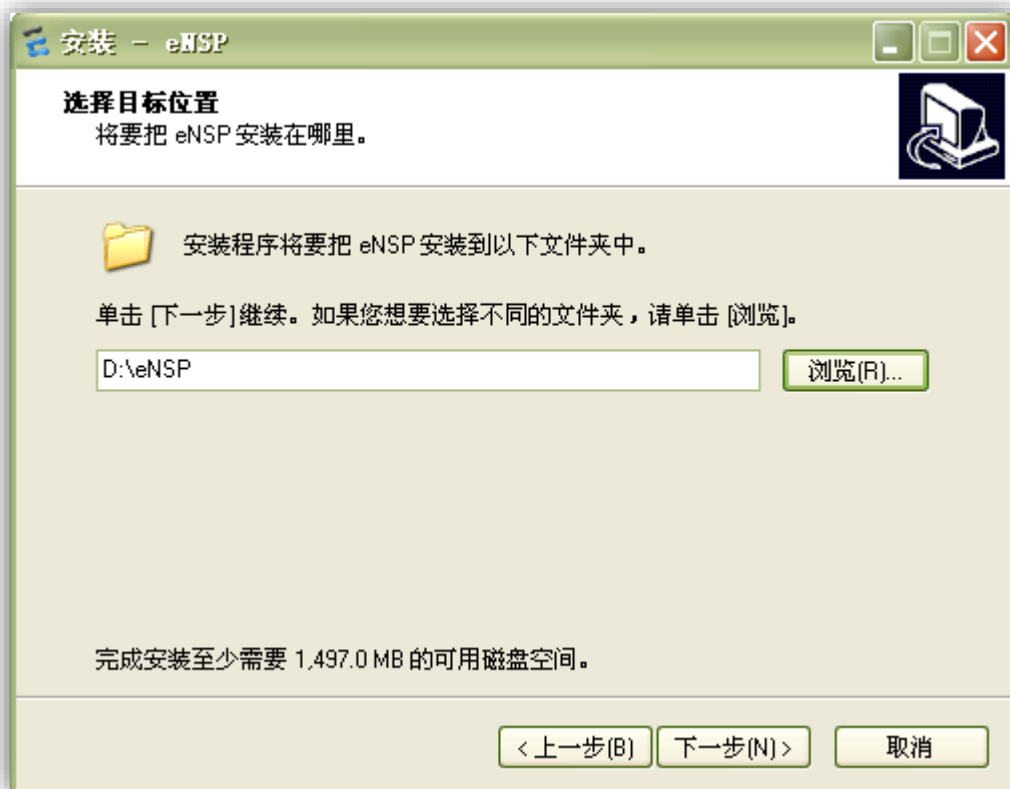 安装 - eNSP
选择目标位置
将要把 eNSP 安装在哪里。
安装程序将要把 eNSP 安装到以下文件夹中。
单击 [下一步]继续。如果您想要选择不同的文件夹，请单击 [浏览]。
D:\eNSP
浏览(R)...
完成安装至少需要 1,497.0 MB 的可用磁盘空间。
< 上一步(B) 下一步(N) > 取消